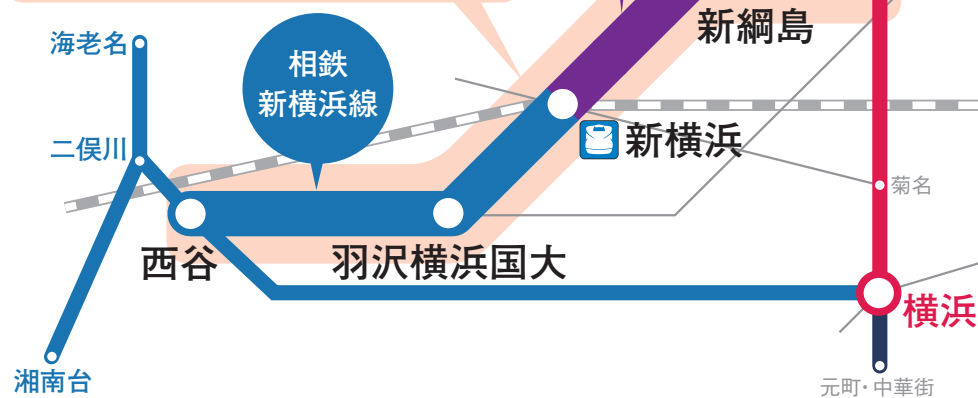 新綱島
海老名
相鉄
新横浜線
二俣川
新横浜
菊名
西谷
羽沢横浜国大
横浜
湘南台
元町・中華街